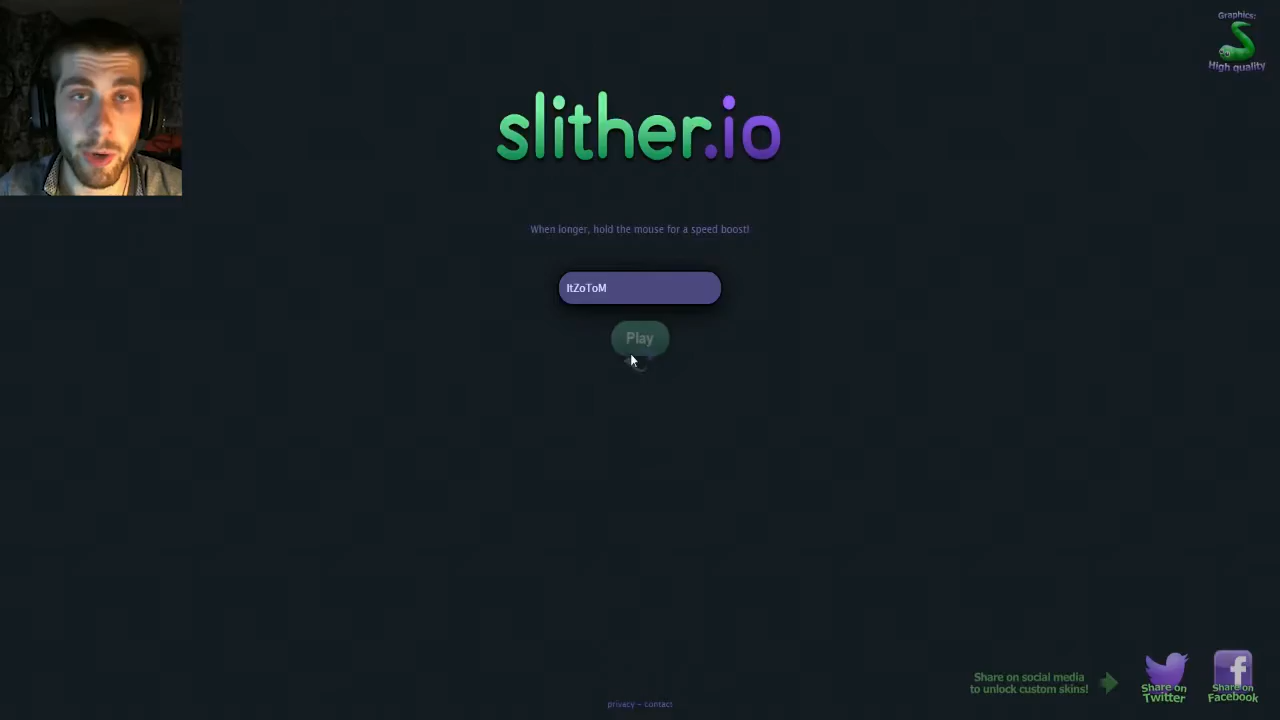 Graphics:
High quality
slither.io
When longer, hold the mouse for a speed boost!
ItZoToM
Play
Share on social media
to unlock custom skins!
Share on
Twitter
Share on
Facebook
privacy ~ contact